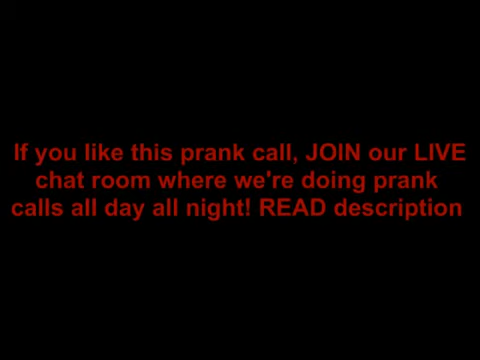 If you like this prank call, JOIN our LIVE
chat room where we're doing prank
calls all day all night! READ description